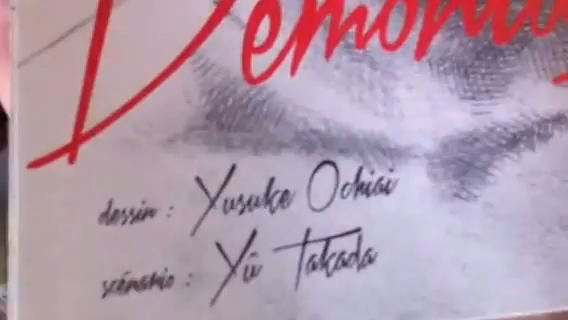 dessin : Yusuke Ochiai
scénario : Yû Takada